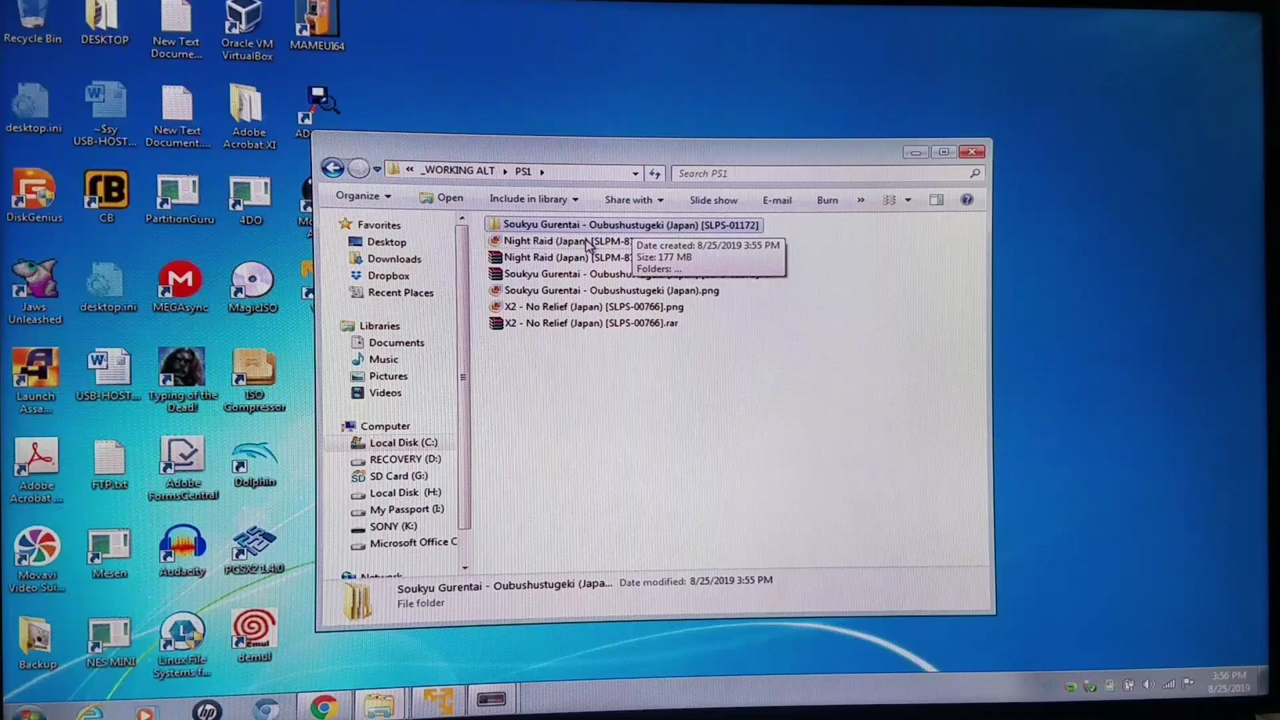 Recycle Bin
DESKTOP
New Text
Docume...
Oracle VM
VirtualBox
MAMEUI64
desktop.ini
~$sy
USB-HOST...
New Text
Document....
Adobe
Acrobat XI
DiskGenius
CB
PartitionGuru
4DO
Jaws
Unleashed
MEGAsync
desktop.ini
MagicISO
Launch
Assa...
USB-HOST...
Typing of the
Dead!
ISO
Compressor
Adobe
Acrobat ...
FTP.txt
Adobe
FormsCentral
Dolphin
Movavi
Video Sui...
Mesen
Audacity
PCSX2 1.4.0
Backup
NES MINI
Linux File
Systems f...
demul
« _WORKING ALT PS1
Search PS1
Organize
Open
Include in library
Share with
Slide show
E-mail
Burn
»
Favorites
Desktop
Downloads
Dropbox
Recent Places
Libraries
Documents
Music
Pictures
Videos
Computer
Local Disk (C:)
RECOVERY (D:)
SD Card (G:)
Local Disk (H:)
My Passport (I:)
SONY (K:)
Microsoft Office C
Network
Soukyu Gurentai - Oubushustugeki (Japan) [SLPS-01172]
Night Raid (Japan) [SLPM-8
Night Raid (Japan) [SLPM-8
Soukyu Gurentai - Oubushustug
Soukyu Gurentai - Oubushustugeki (Japan).png
X2 - No Relief (Japan) [SLPS-00766].png
X2 - No Relief (Japan) [SLPS-00766].rar
Date created: 8/25/2019 3:55 PM
Size: 177 MB
Folders: ...
Soukyu Gurentai - Oubushustugeki (Japa... Date modified: 8/25/2019 3:55 PM
File folder
hp
3:56 PM
8/25/2019